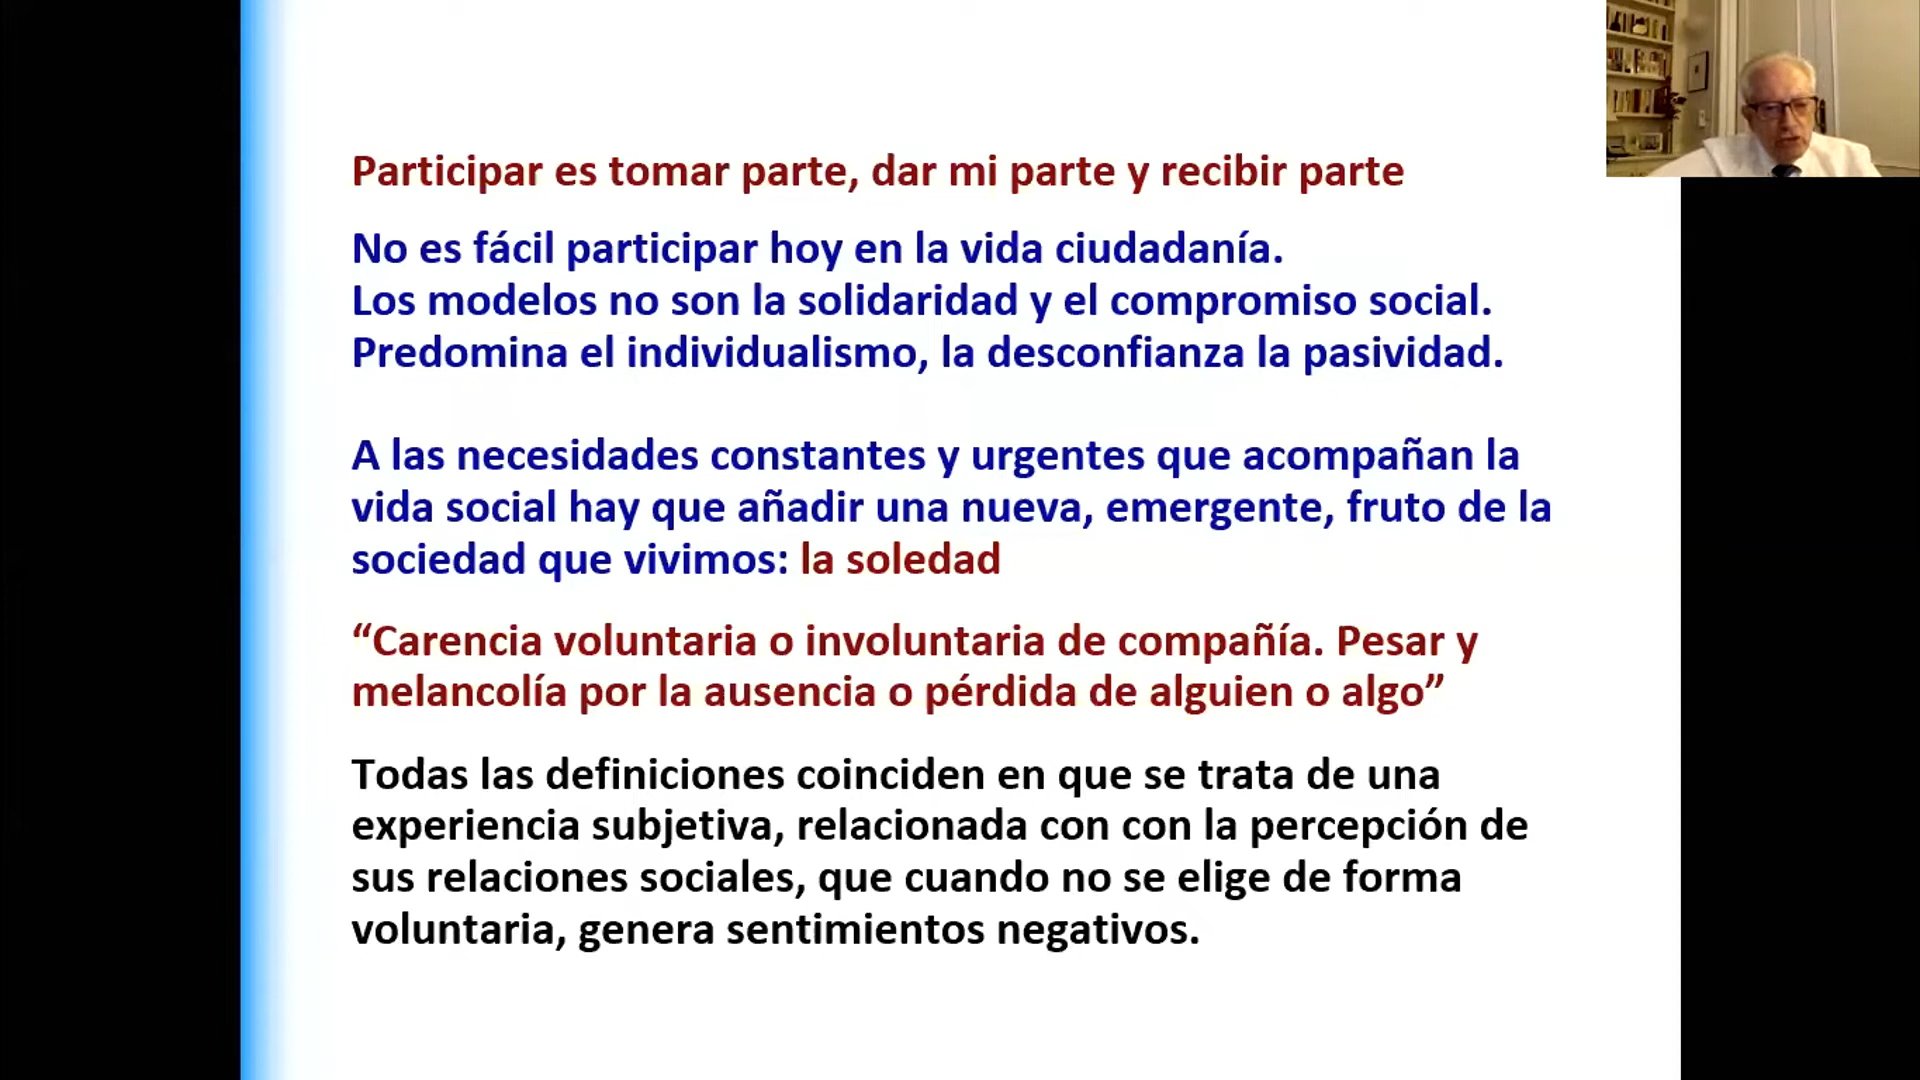 Participar es tomar parte, dar mi parte y recibir parte
No es fácil participar hoy en la vida ciudadanía.
Los modelos no son la solidaridad y el compromiso social.
Predomina el individualismo, la desconfianza la pasividad.
A las necesidades constantes y urgentes que acompañan la
vida social hay que añadir una nueva, emergente, fruto de la
sociedad que vivimos: la soledad
“Carencia voluntaria o involuntaria de compañía. Pesar y
melancolía por la ausencia o pérdida de alguien o algo”
Todas las definiciones coinciden en que se trata de una
experiencia subjetiva, relacionada con con la percepción de
sus relaciones sociales, que cuando no se elige de forma
voluntaria, genera sentimientos negativos.